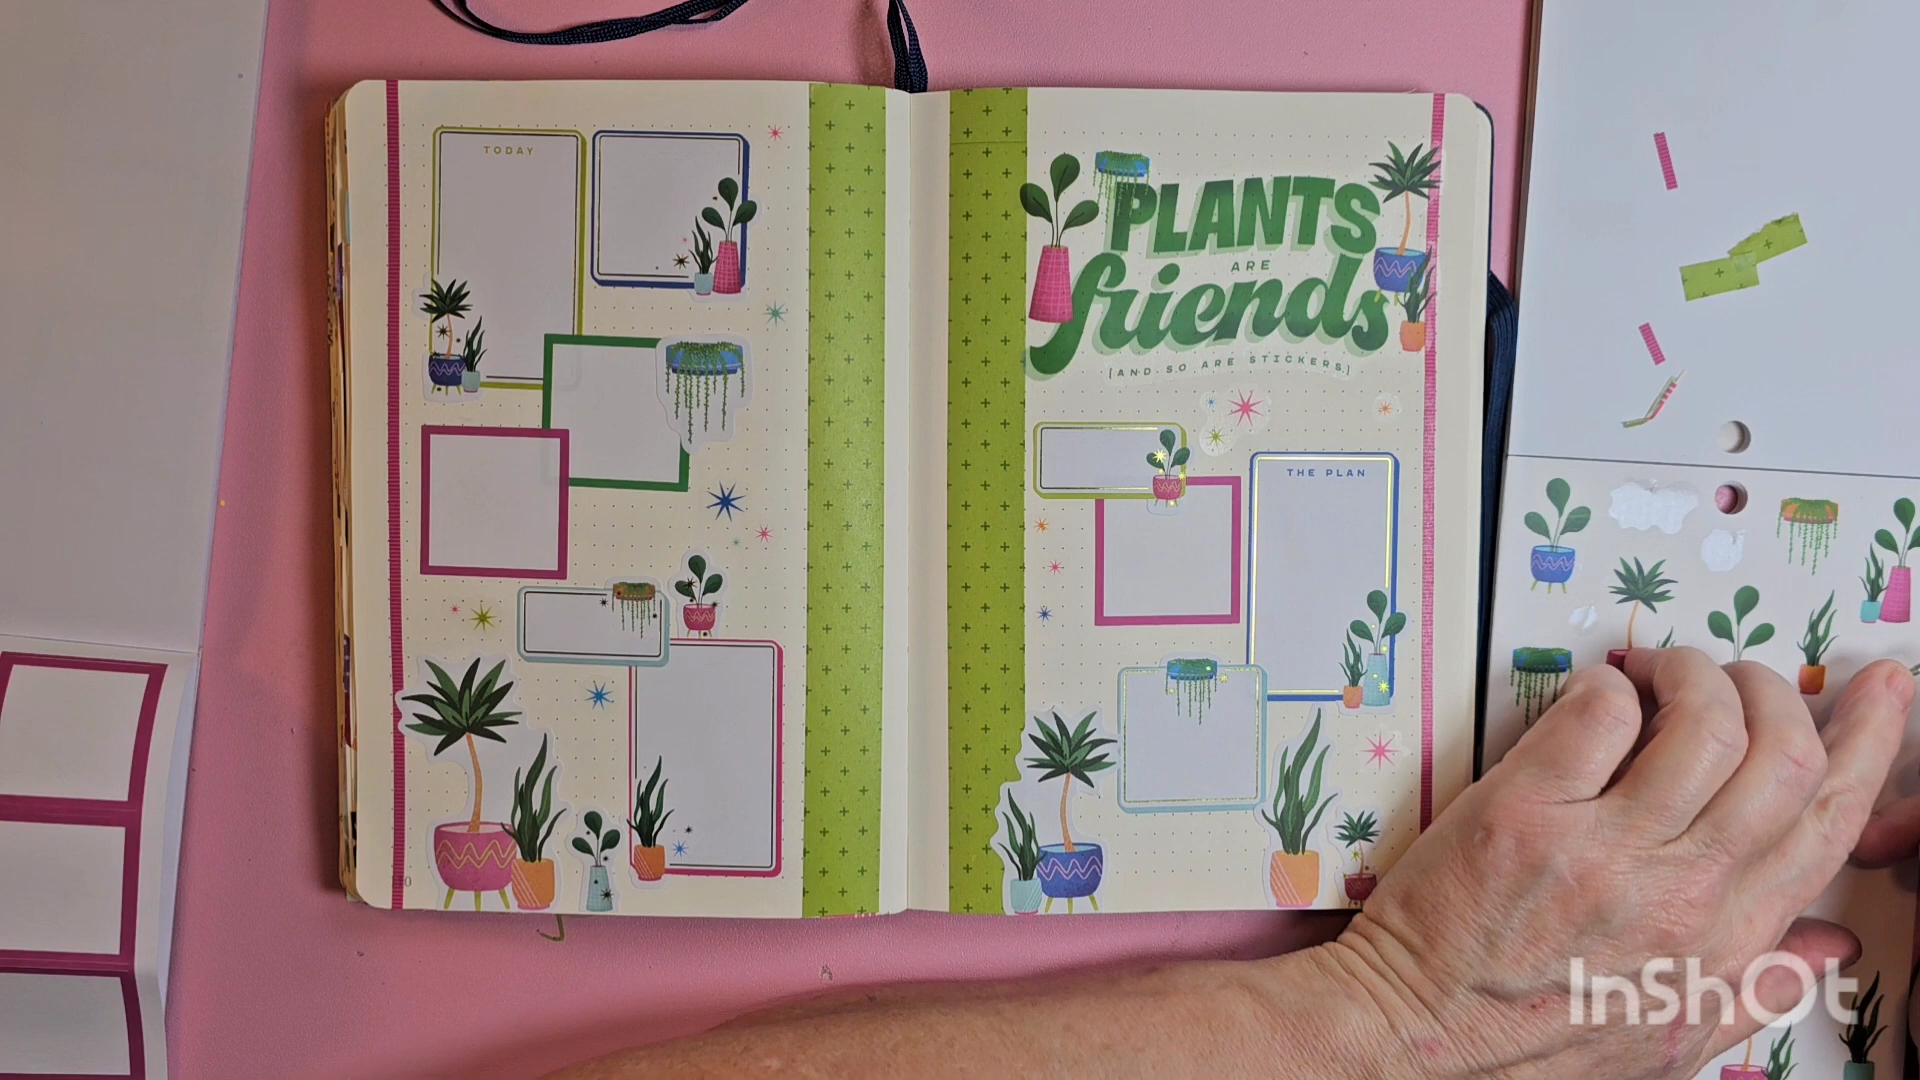 TODAY
PLANTS
ARE
friends
(AND SO ARE STICKERS)
THE PLAN
InShOt